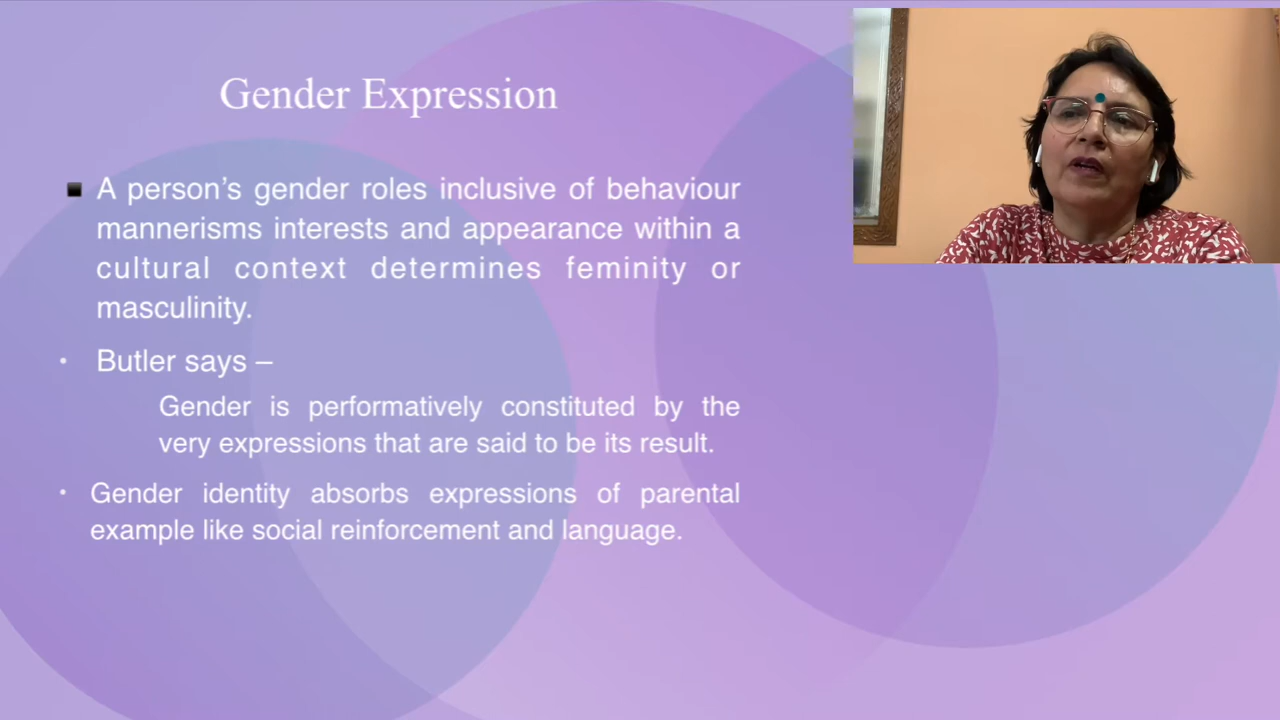 Gender Expression
A person’s gender roles inclusive of behaviour
mannerisms interests and appearance within a
cultural context determines feminity or
masculinity.
Butler says –
Gender is performatively constituted by the
very expressions that are said to be its result.
Gender identity absorbs expressions of parental
example like social reinforcement and language.